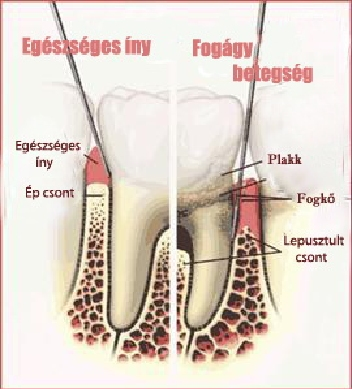 Egészséges íny
Fogágy
betegség
Egészséges
íny
Ép csont
Plakk
Fogkő
Lepusztult
csont